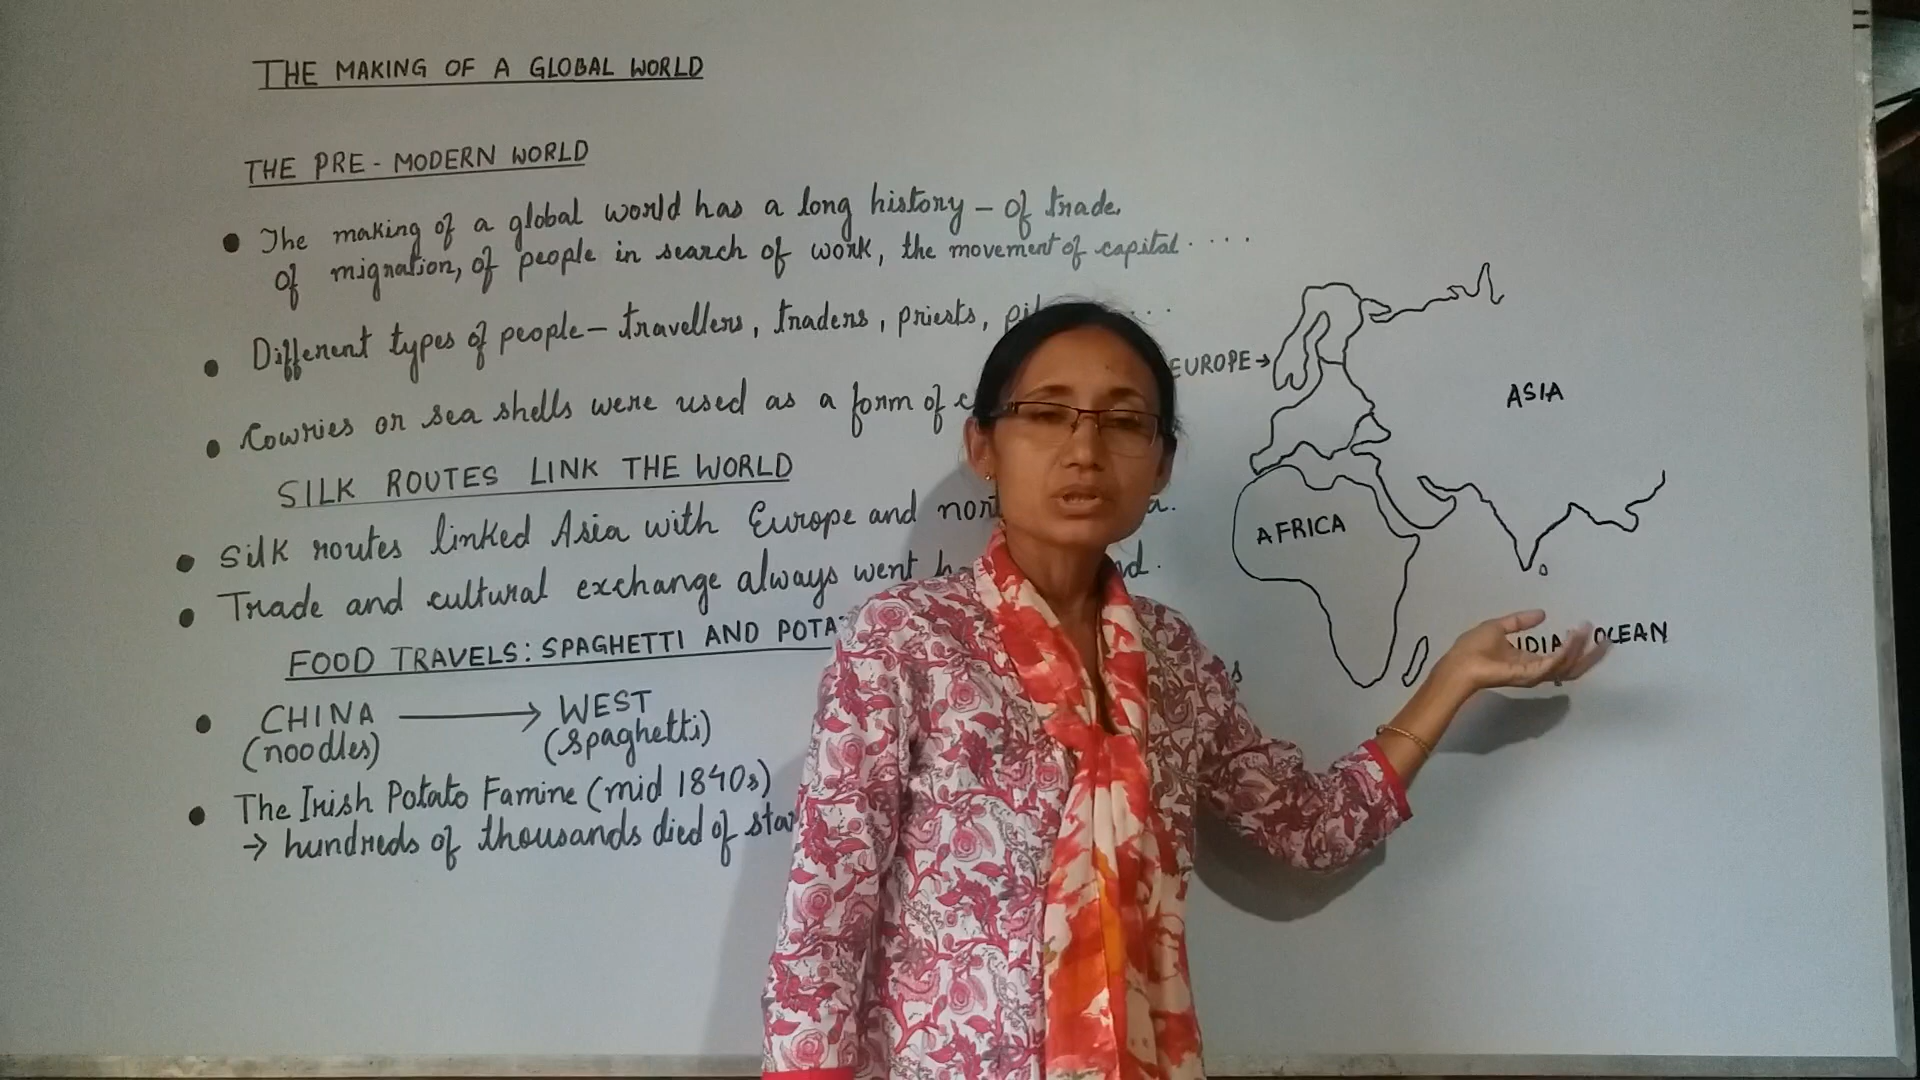 THE MAKING OF A GLOBAL WORLD
THE PRE-MODERN WORLD
• The making of a global world has a long history – of trade,
of migration, of people in search of work, the movement of capital ....
• Different types of people – travellers, traders, priests,
• Cowries or sea shells were used as a form of
SILK ROUTES LINK THE WORLD
• Silk routes linked Asia with Europe and
• Trade and cultural exchange always went
FOOD TRAVELS: SPAGHETTI AND
• CHINA → WEST
(noodles) (spaghetti)
• The Irish Potato Famine (mid 1840s)
→ hundreds of thousands died of
EUROPE →
ASIA
AFRICA
OCEAN